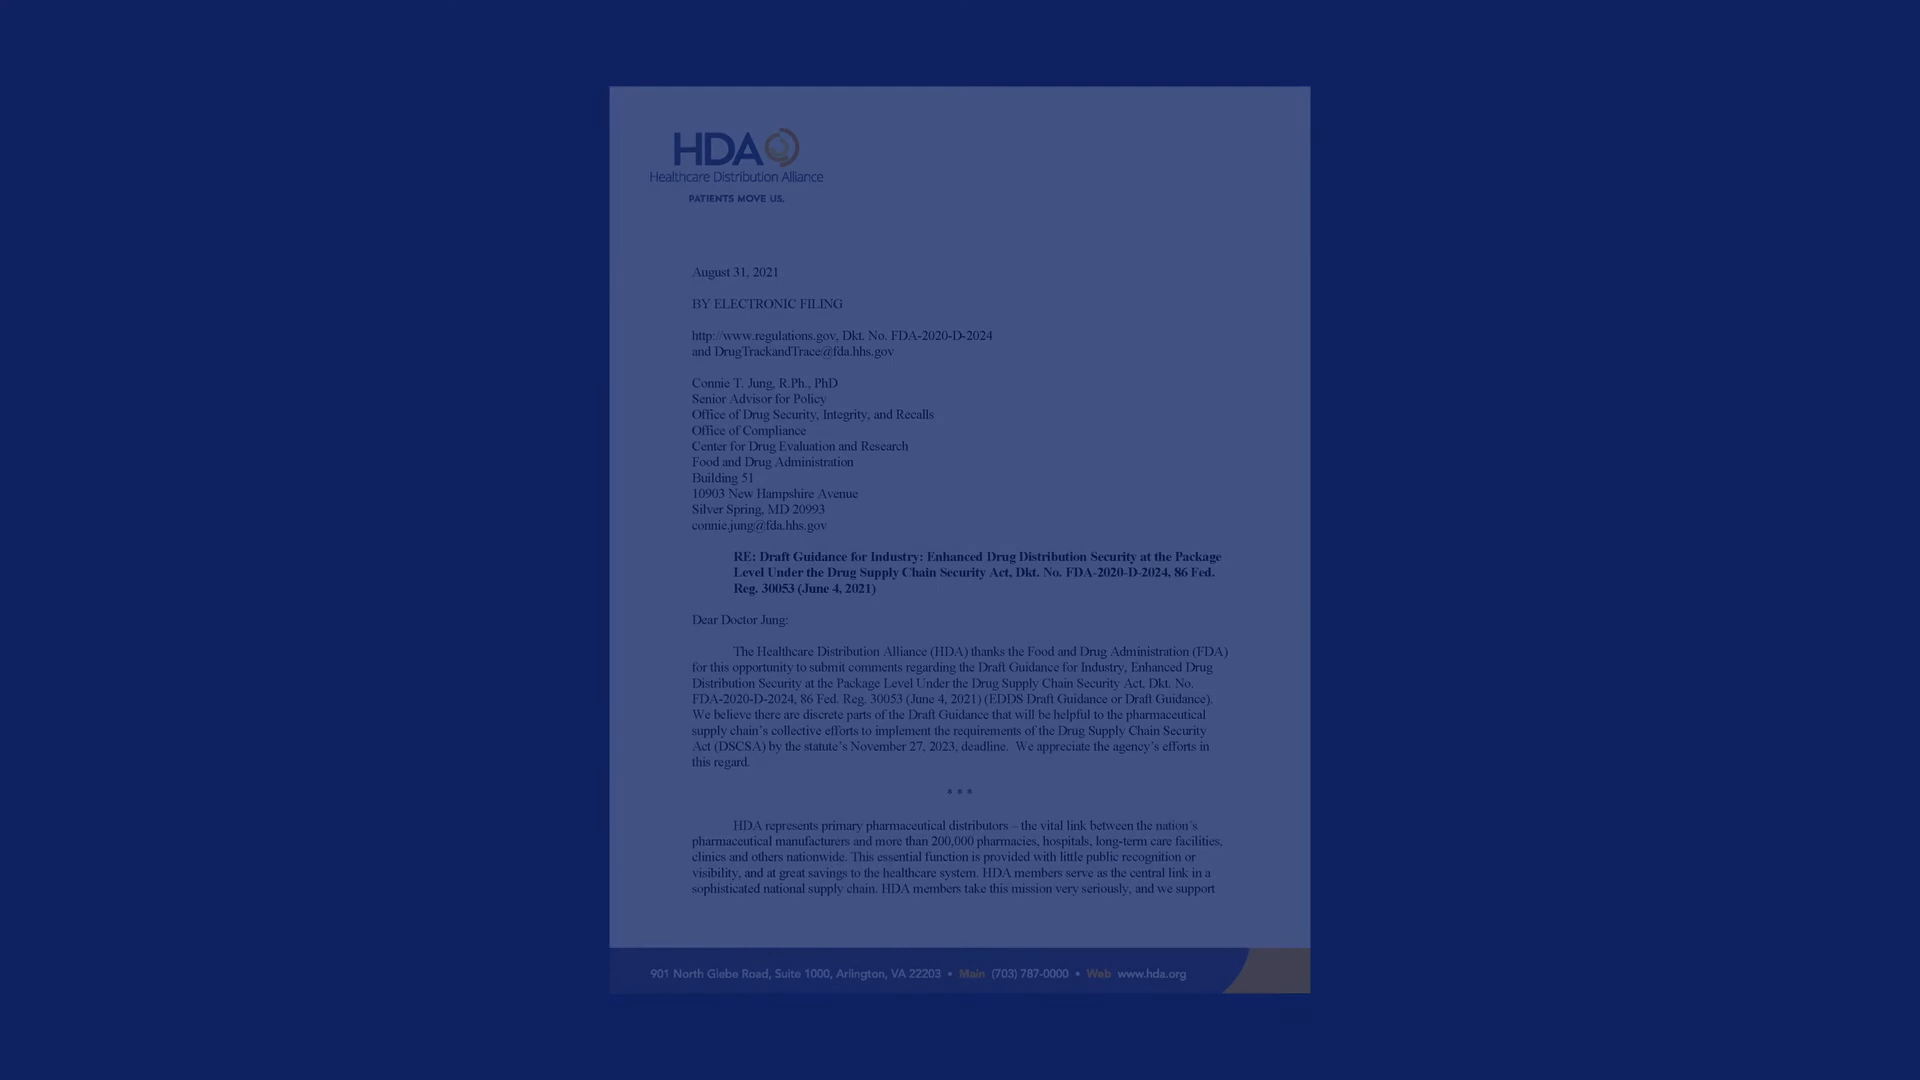 HDA
Healthcare Distribution Alliance
PATIENTS MOVE US.
August 31, 2021
BY ELECTRONIC FILING
http://www.regulations.gov, Dkt. No. FDA-2020-D-2024
and DrugTrackandTrace@fda.hhs.gov
Connie T. Jung, R.Ph., PhD
Senior Advisor for Policy
Office of Drug Security, Integrity, and Recalls
Office of Compliance
Center for Drug Evaluation and Research
Food and Drug Administration
Building 51
10903 New Hampshire Avenue
Silver Spring, MD 20993
connie.jung@fda.hhs.gov
RE: Draft Guidance for Industry: Enhanced Drug Distribution Security at the Package
Level Under the Drug Supply Chain Security Act, Dkt. No. FDA-2020-D-2024, 86 Fed.
Reg. 30053 (June 4, 2021)
Dear Doctor Jung:
The Healthcare Distribution Alliance (HDA) thanks the Food and Drug Administration (FDA)
for this opportunity to submit comments regarding the Draft Guidance for Industry, Enhanced Drug
Distribution Security at the Package Level Under the Drug Supply Chain Security Act, Dkt. No.
FDA-2020-D-2024, 86 Fed. Reg. 30053 (June 4, 2021) (EDDS Draft Guidance or Draft Guidance).
We believe there are discrete parts of the Draft Guidance that will be helpful to the pharmaceutical
supply chain’s collective efforts to implement the requirements of the Drug Supply Chain Security
Act (DSCSA) by the statute’s November 27, 2023, deadline.  We appreciate the agency’s efforts in
this regard.
* * *
HDA represents primary pharmaceutical distributors – the vital link between the nation’s
pharmaceutical manufacturers and more than 200,000 pharmacies, hospitals, long-term care facilities,
clinics and others nationwide. This essential function is provided with little public recognition or
visibility, and at great savings to the healthcare system. HDA members serve as the central link in a
sophisticated national supply chain. HDA members take this mission very seriously, and we support
901 North Glebe Road, Suite 1000, Arlington, VA 22203 • Main (703) 787-0000 • Web www.hda.org